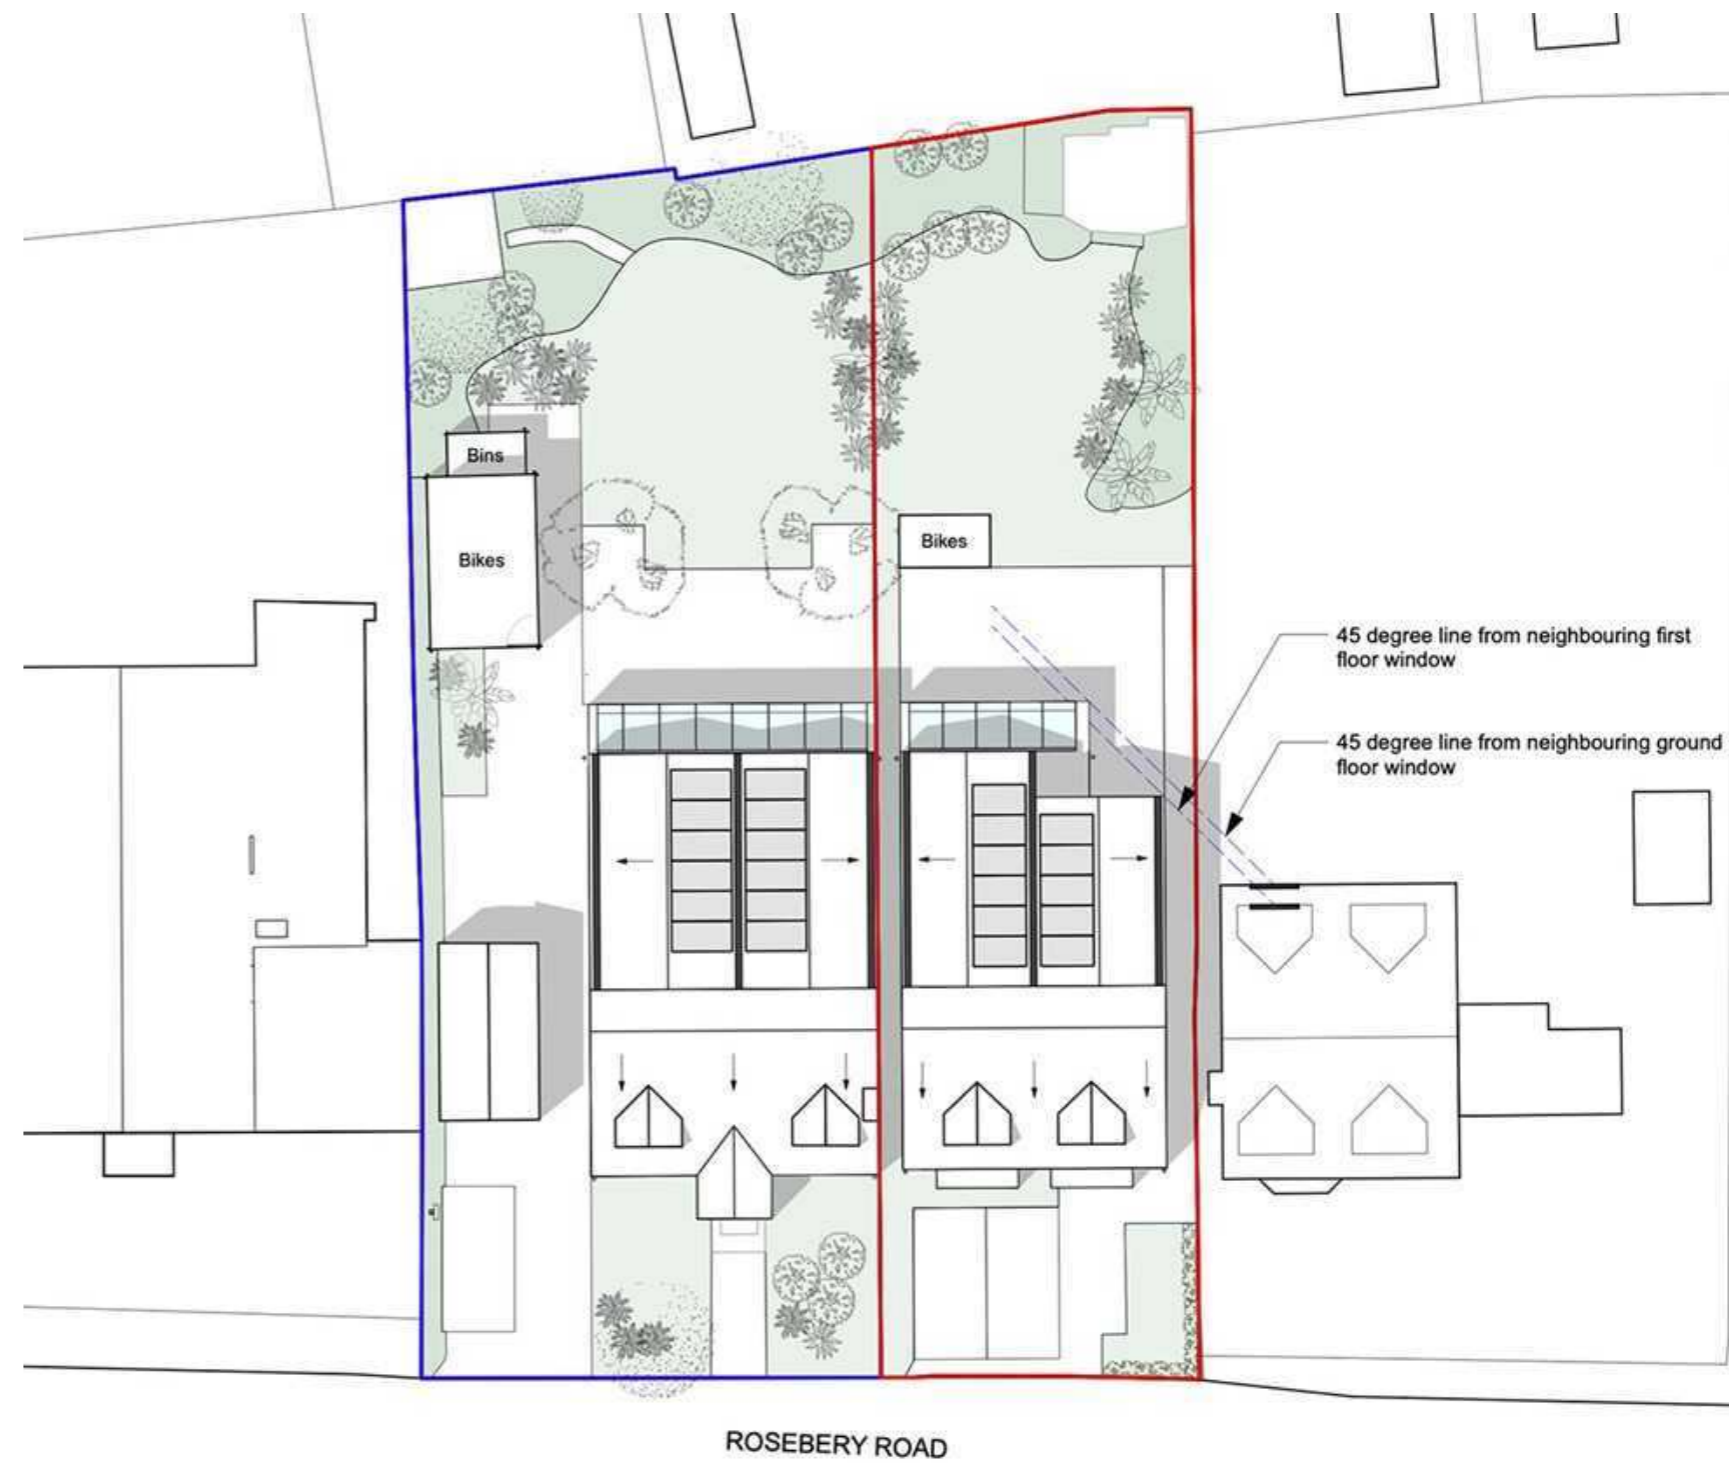 Bins
Bikes
Bikes
45 degree line from neighbouring first
floor window
45 degree line from neighbouring ground
floor window
ROSEBERY ROAD